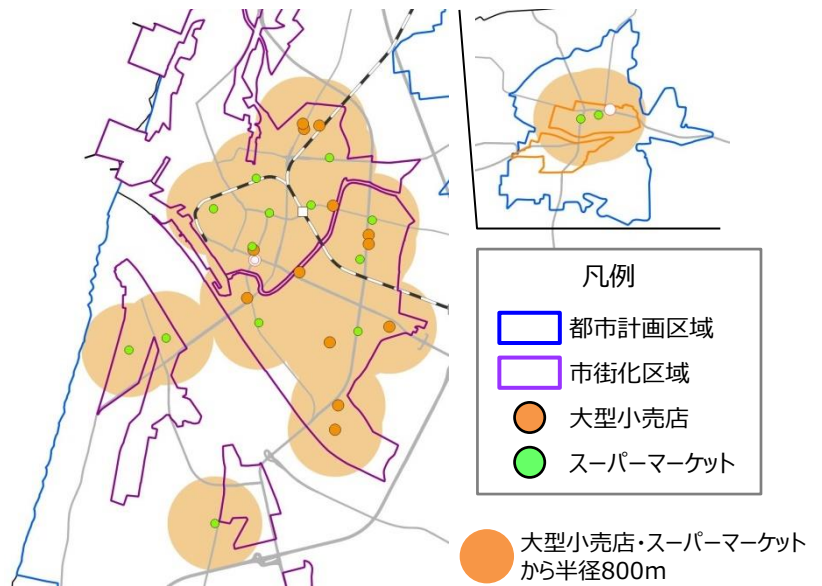 凡例
都市計画区域
市街化区域
大型小売店
スーパーマーケット
大型小売店・スーパーマーケット
から半径800m